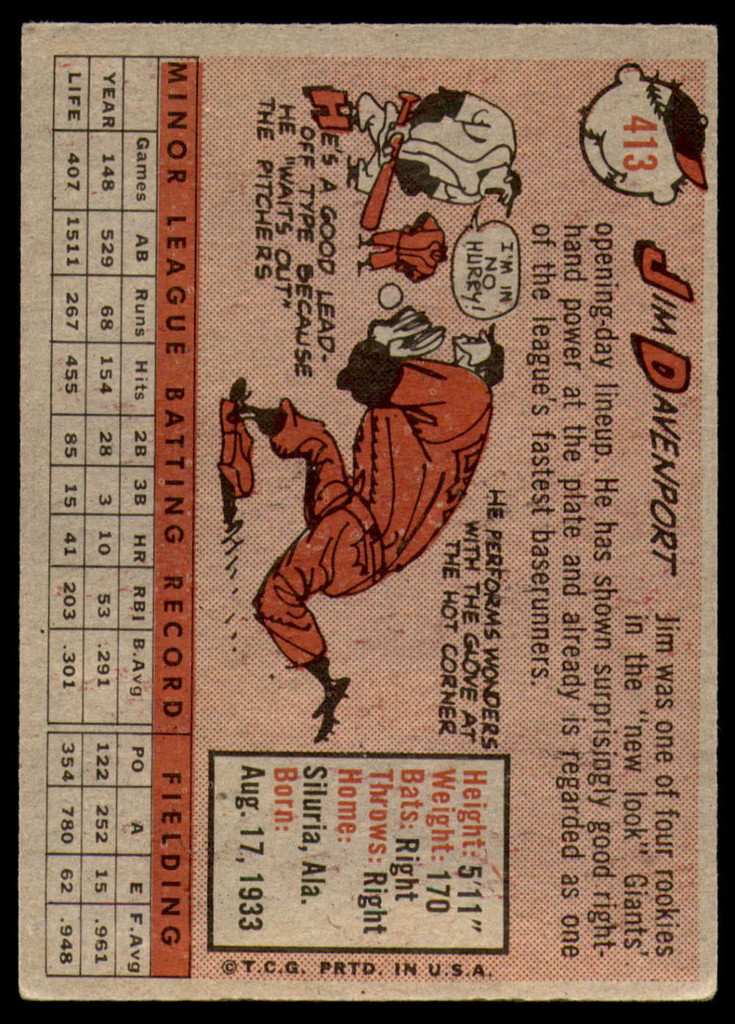 413
JIM DAVENPORT
Jim was one of four rookies
in the "new look" Giants'
opening-day lineup. He has shown surprisingly good right-
hand power at the plate and already is regarded as one
of the league's fastest baserunners.
I'M IN
NO
HURRY!
HE'S A GOOD LEAD-
OFF TYPE BECAUSE
HE "WAITS OUT"
THE PITCHERS
HE PERFORMS WONDERS
WITH THE GLOVE AT
THE HOT CORNER
Height: 5'11"
Weight: 170
Bats: Right
Throws: Right
Home:
Siluria, Ala.
Born:
Aug. 17, 1933
© T.C.G. PRTD. IN U.S.A.
MINOR LEAGUE BATTING RECORD FIELDING
Games AB Runs Hits 2B 3B HR RBI B.Avg PO A E F.Avg
YEAR 148 529 68 154 28 3 10 53 .291 122 252 15 .961
LIFE 407 1511 267 455 85 15 41 203 .301 354 780 62 .948